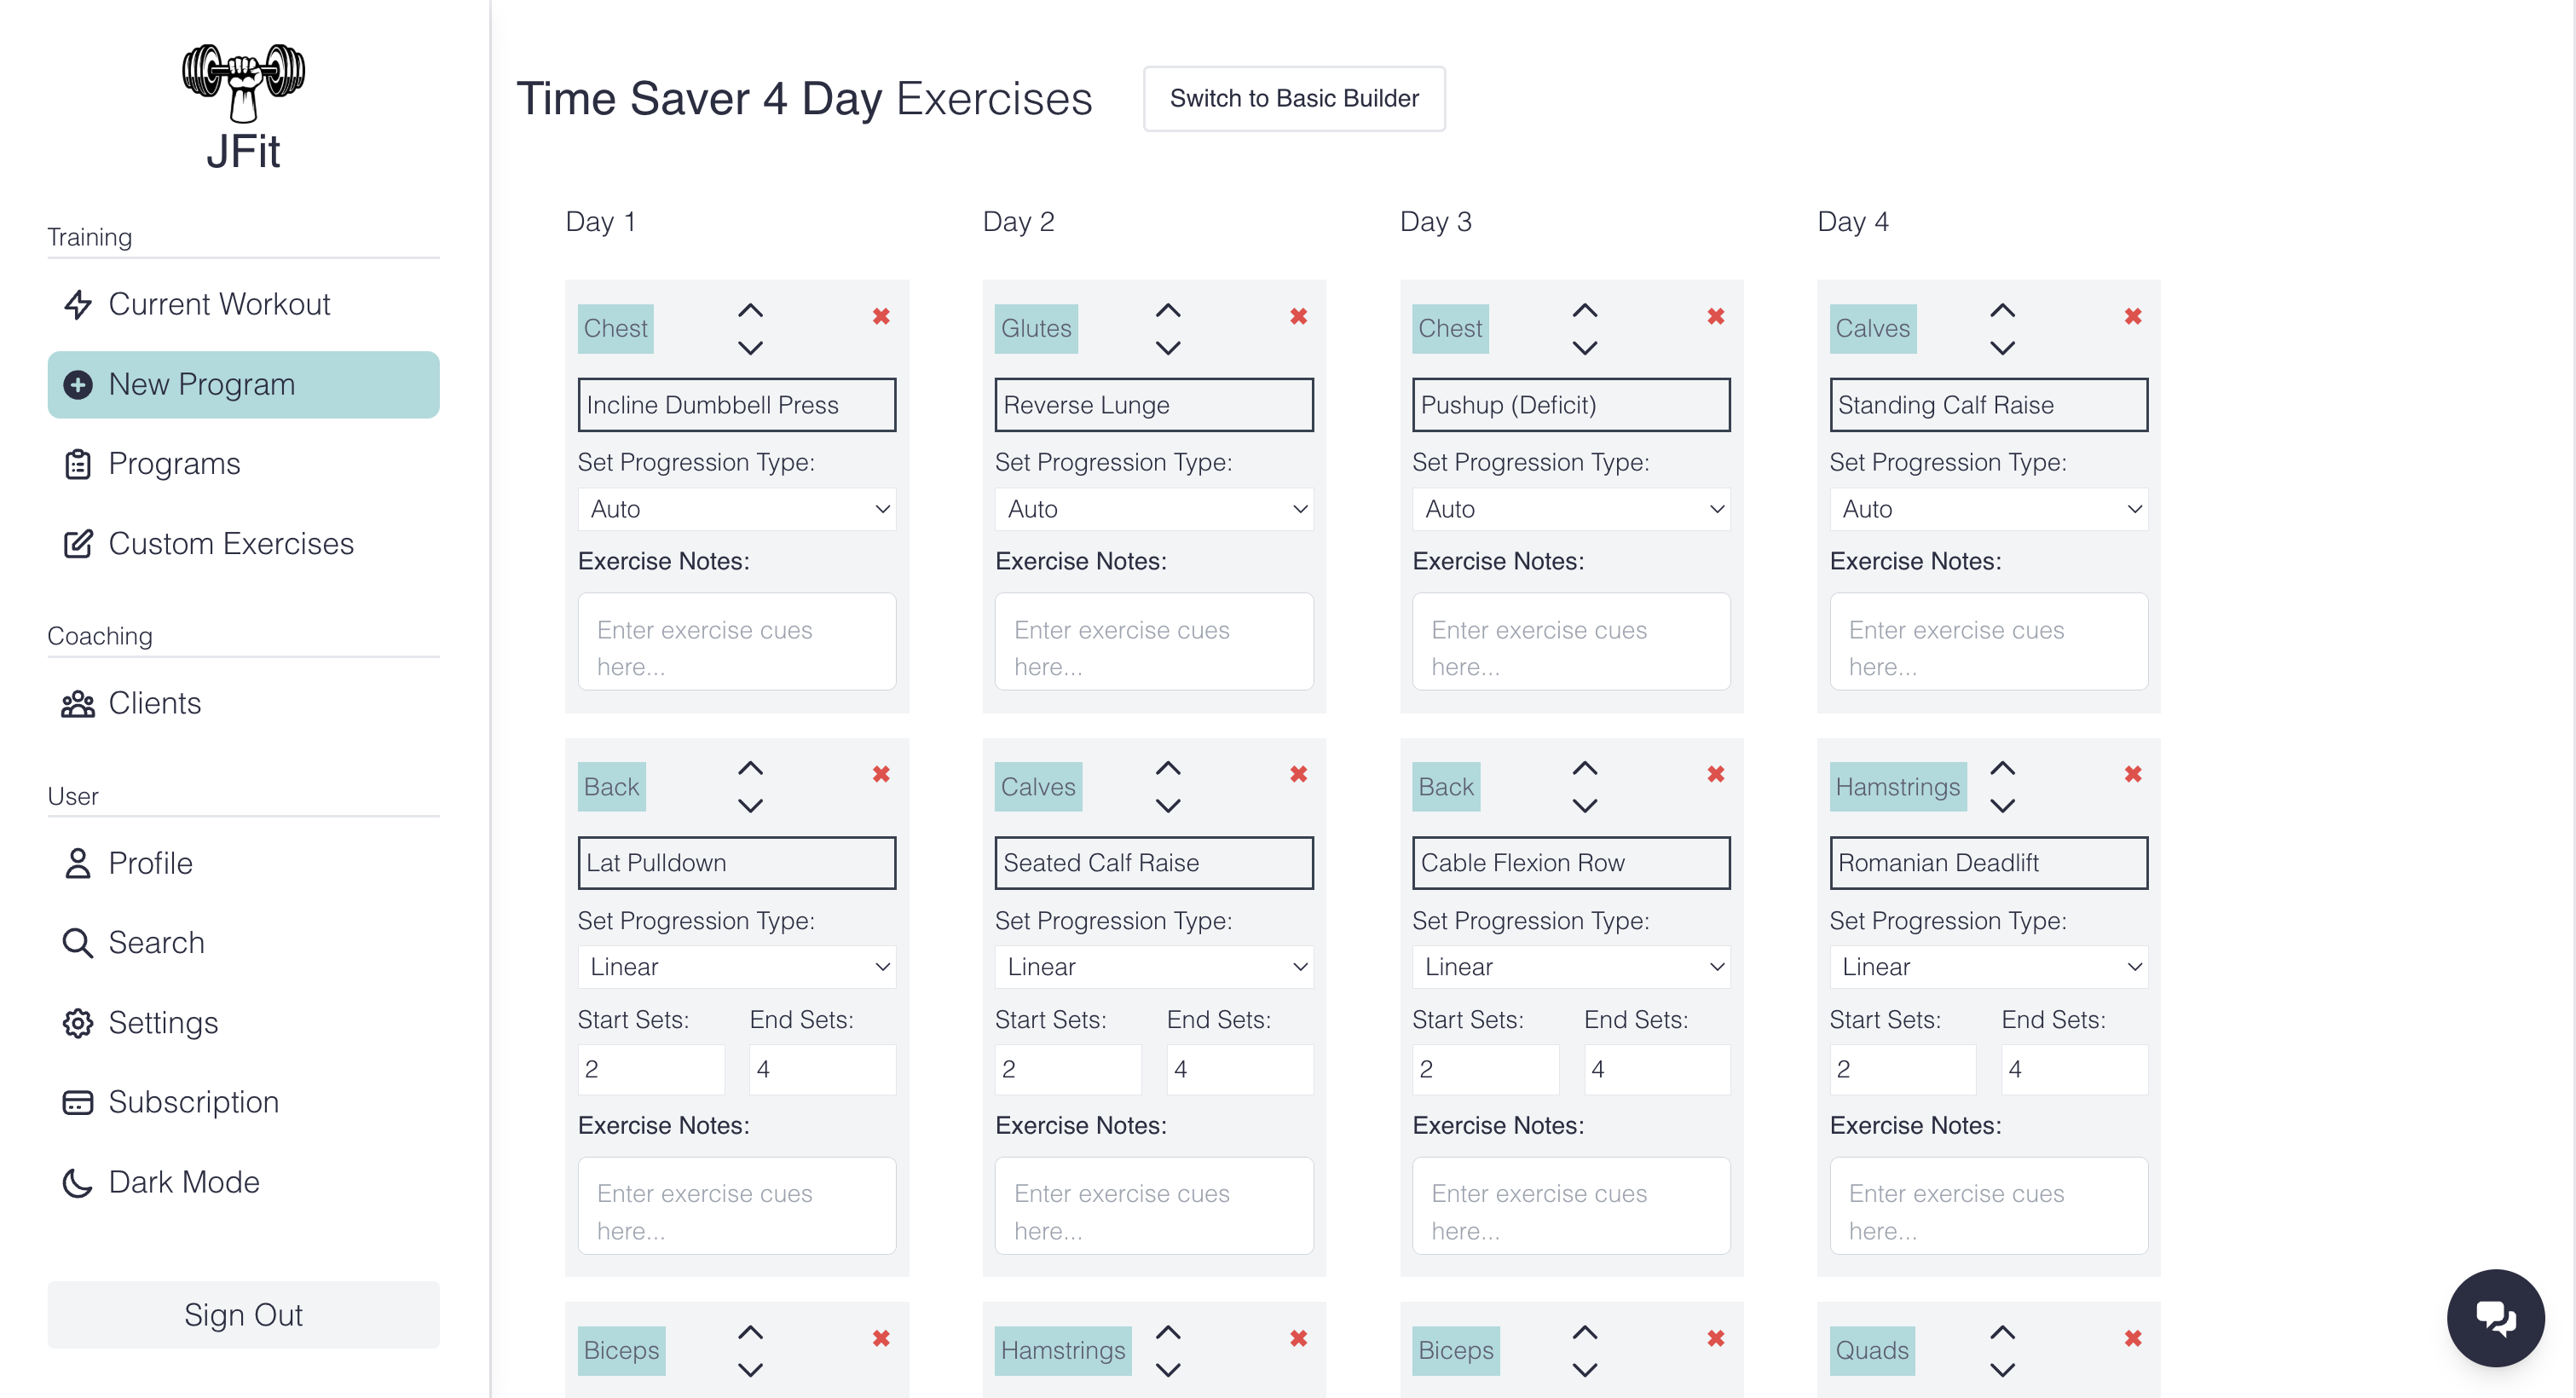 JFit
Training
Current Workout
New Program
Programs
Custom Exercises
Coaching
Clients
User
Profile
Search
Settings
Subscription
Dark Mode
Sign Out
Time Saver 4 Day Exercises
Switch to Basic Builder
Day 1
Chest
Incline Dumbbell Press
Set Progression Type:
Auto
Exercise Notes:
Enter exercise cues
here...
Back
Lat Pulldown
Set Progression Type:
Linear
Start Sets: End Sets:
2 4
Exercise Notes:
Enter exercise cues
here...
Biceps
Day 2
Glutes
Reverse Lunge
Set Progression Type:
Auto
Exercise Notes:
Enter exercise cues
here...
Calves
Seated Calf Raise
Set Progression Type:
Linear
Start Sets: End Sets:
2 4
Exercise Notes:
Enter exercise cues
here...
Hamstrings
Day 3
Chest
Pushup (Deficit)
Set Progression Type:
Auto
Exercise Notes:
Enter exercise cues
here...
Back
Cable Flexion Row
Set Progression Type:
Linear
Start Sets: End Sets:
2 4
Exercise Notes:
Enter exercise cues
here...
Biceps
Day 4
Calves
Standing Calf Raise
Set Progression Type:
Auto
Exercise Notes:
Enter exercise cues
here...
Hamstrings
Romanian Deadlift
Set Progression Type:
Linear
Start Sets: End Sets:
2 4
Exercise Notes:
Enter exercise cues
here...
Quads